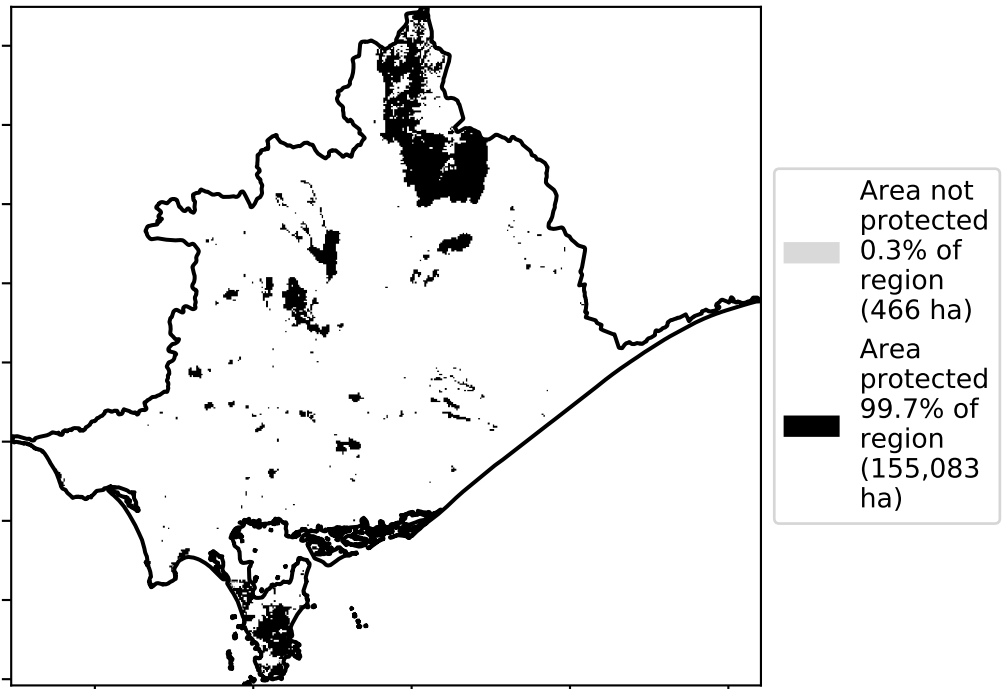 Area not
protected
0.3% of
region
(466 ha)
Area
protected
99.7% of
region
(155,083
ha)